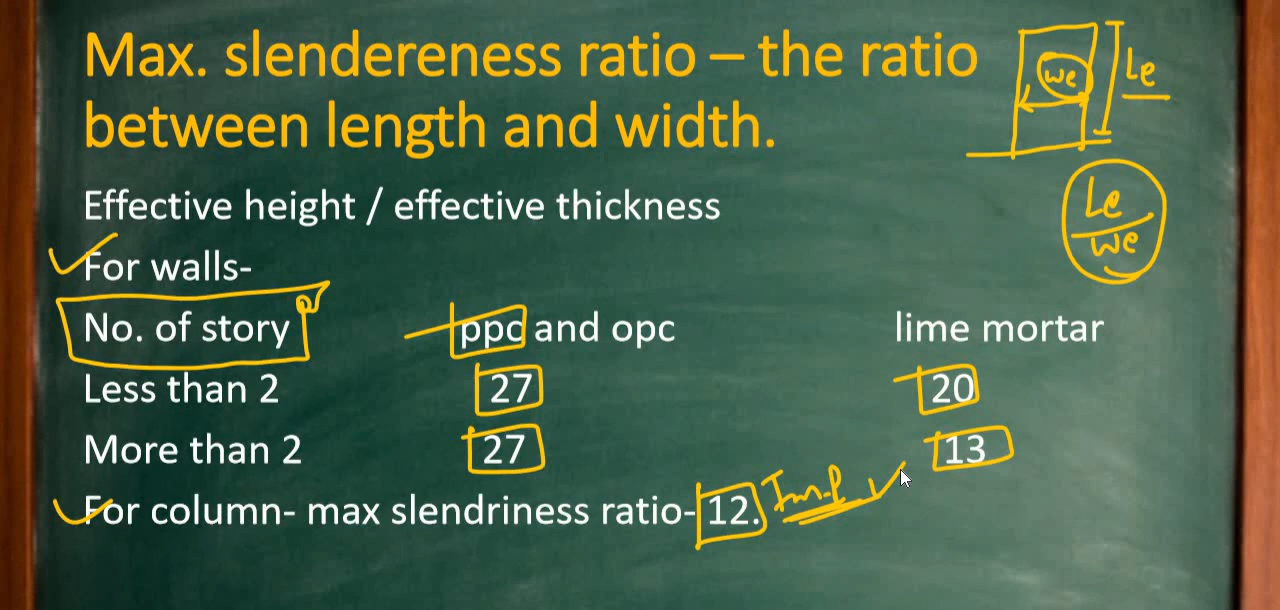 Max. slendereness ratio – the ratio
between length and width.
we
Le
Effective height / effective thickness
Le
we
For walls-
No. of story ppc and opc lime mortar
Less than 2 27 20
More than 2 27 13
For column- max slendriness ratio- 12. Imp